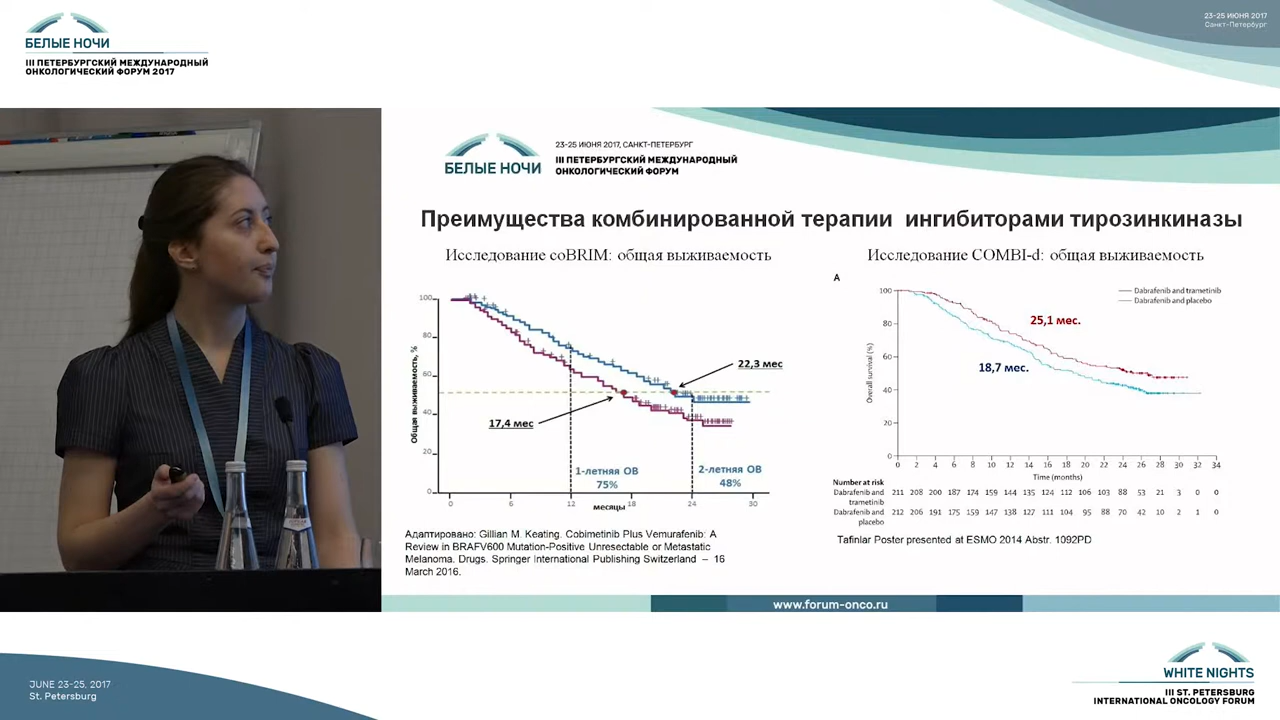 БЕЛЫЕ НОЧИ
III ПЕТЕРБУРГСКИЙ МЕЖДУНАРОДНЫЙ
ОНКОЛОГИЧЕСКИЙ ФОРУМ 2017
23-25 ИЮНЯ 2017
Санкт-Петербург
БЕЛЫЕ НОЧИ
23-25 ИЮНЯ 2017, САНКТ-ПЕТЕРБУРГ
III ПЕТЕРБУРГСКИЙ МЕЖДУНАРОДНЫЙ
ОНКОЛОГИЧЕСКИЙ ФОРУМ
Преимущества комбинированной терапии ингибиторами тирозинкиназы
Исследование coBRIM: общая выживаемость
Общая выживаемость, %
100
80
60
40
20
0
22,3 мес
17,4 мес
1-летняя ОВ
75%
2-летняя ОВ
48%
0 6 12 18 24 30
месяцы
Адаптировано: Gillian M. Keating. Cobimetinib Plus Vemurafenib: A
Review in BRAFV600 Mutation-Positive Unresectable or Metastatic
Melanoma. Drugs. Springer International Publishing Switzerland – 16
March 2016.
Исследование COMBI-d: общая выживаемость
A
Dabrafenib and trametinib
Dabrafenib and placebo
Overall survival (%)
100
80
60
40
20
0
25,1 мес.
18,7 мес.
0 2 4 6 8 10 12 14 16 18 20 22 24 26 28 30 32 34
Time (months)
Number at risk
Dabrafenib and 211 208 200 187 174 159 144 135 124 112 106 103 88 53 21 3 0 0
trametinib
Dabrafenib and 212 206 191 175 159 147 138 127 111 104 95 88 70 42 10 2 1 0
placebo
Tafinlar Poster presented at ESMO 2014 Abstr. 1092PD
www.forum-onco.ru
JUNE 23-25, 2017
St. Petersburg
WHITE NIGHTS
III ST. PETERSBURG
INTERNATIONAL ONCOLOGY FORUM